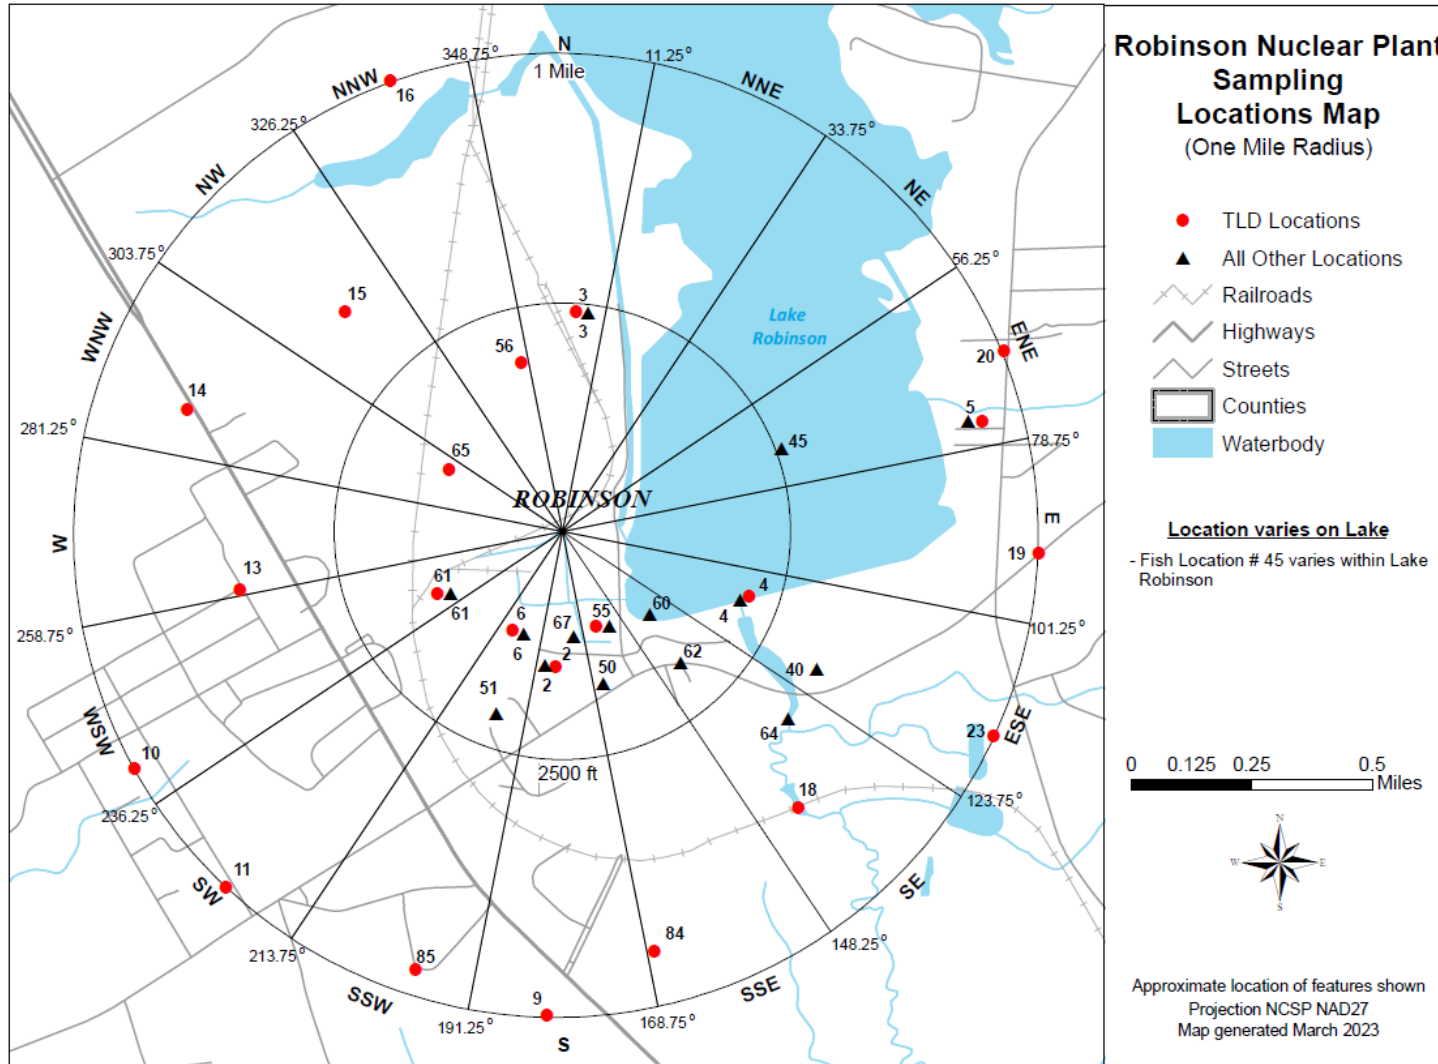 Robinson Nuclear Plant
Sampling
Locations Map
(One Mile Radius)
TLD Locations
All Other Locations
Railroads
Highways
Streets
Counties
Waterbody
Location varies on Lake
- Fish Location # 45 varies within Lake
Robinson
0 0.125 0.25 0.5
Miles
N
W E
S
Approximate location of features shown
Projection NCSP NAD27
Map generated March 2023
N
1 Mile
348.75°
11.25°
NNW
NNE
16
326.25°
33.75°
NW
NE
303.75°
56.25°
15
3
3
Lake
Robinson
WNW
ENE
56
20
14
5
281.25°
78.75°
45
65
ROBINSON
W
E
19
13
61
61
4
4
60
55
67
6
6
2
2
258.75°
101.25°
62
40
50
51
64
WSW
ESE
23
10
2500 ft
18
236.25°
123.75°
11
SW
SE
84
213.75°
148.25°
85
SSW
SSE
9
191.25°
168.75°
S